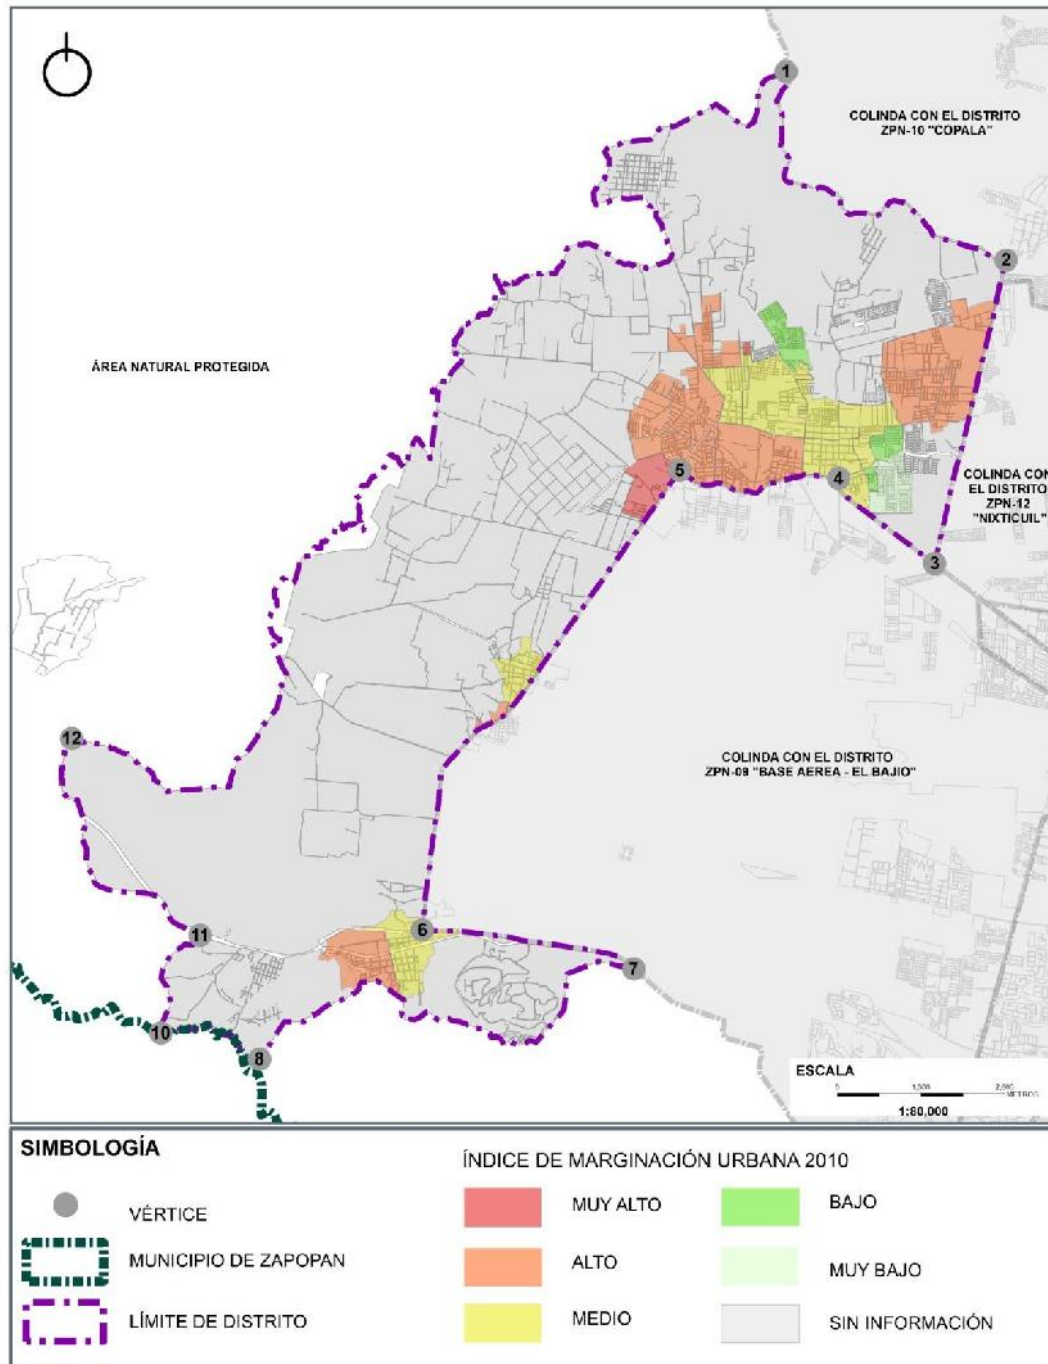 1
COLINDA CON EL DISTRITO
ZPN-10 "COPALA"
2
ÁREA NATURAL PROTEGIDA
5
4
COLINDA CON
EL DISTRITO
ZPN-12
"NIXTICUIL"
3
12
COLINDA CON EL DISTRITO
ZPN-09 "BASE AEREA - EL BAJIO"
6
11
7
10
8
ESCALA
0
METROS
1:80,000
SIMBOLOGÍA
VÉRTICE
MUNICIPIO DE ZAPOPAN
LÍMITE DE DISTRITO
ÍNDICE DE MARGINACIÓN URBANA 2010
MUY ALTO
ALTO
MEDIO
BAJO
MUY BAJO
SIN INFORMACIÓN